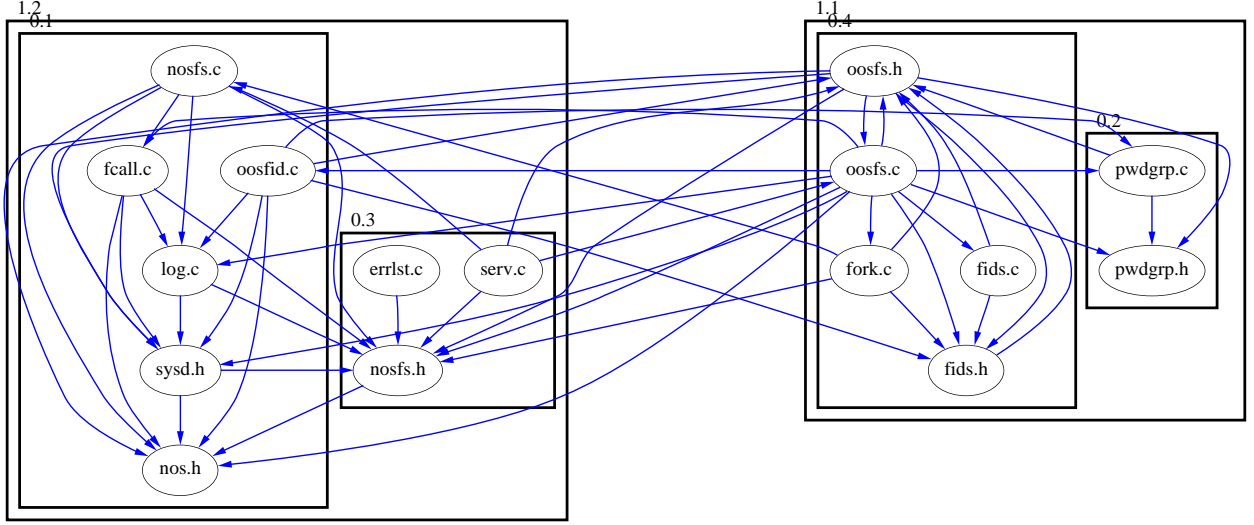 1.2
0.1
nosfs.c
fcall.c
oosfid.c
log.c
sysd.h
nos.h
0.3
errlst.c
serv.c
nosfs.h
1.1
0.4
oosfs.h
oosfs.c
fork.c
fids.c
fids.h
0.2
pwdgrp.c
pwdgrp.h